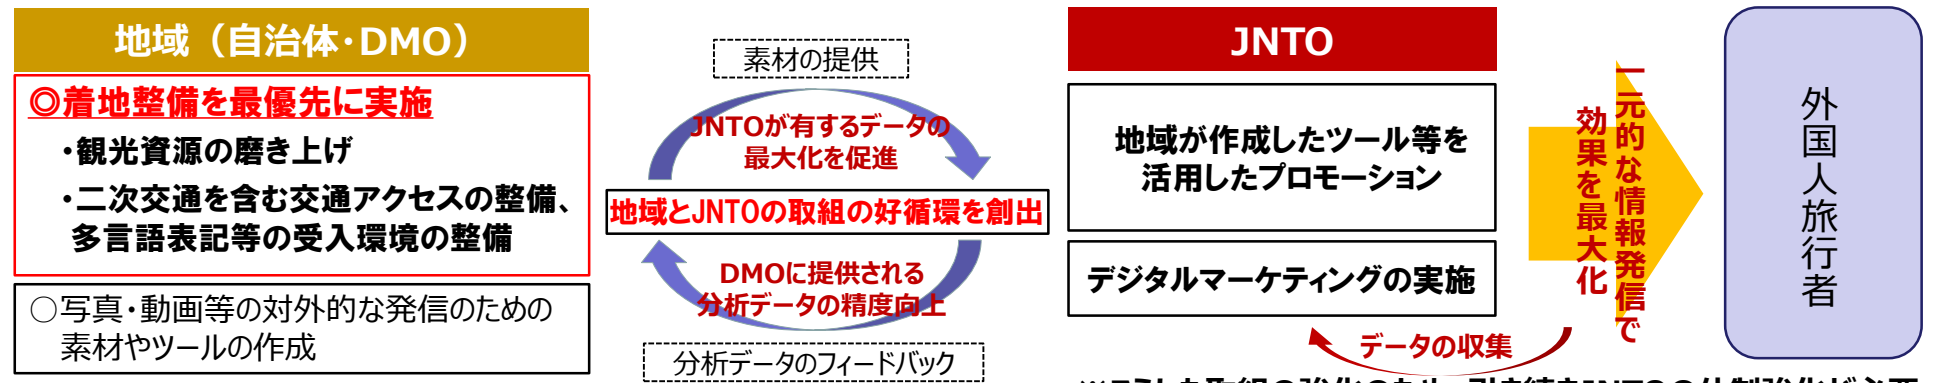 地域（自治体・DMO）
◎着地整備を最優先に実施
・観光資源の磨き上げ
・二次交通を含む交通アクセスの整備、
多言語表記等の受入環境の整備
○写真・動画等の対外的な発信のための
素材やツールの作成
素材の提供
JNTOが有するデータの
最大化を促進
地域とJNTOの取組の好循環を創出
DMOに提供される
分析データの精度向上
分析データのフィードバック
JNTO
地域が作成したツール等を
活用したプロモーション
デジタルマーケティングの実施
データの収集
一元的な情報発信で
効果を最大化
外国人旅行者